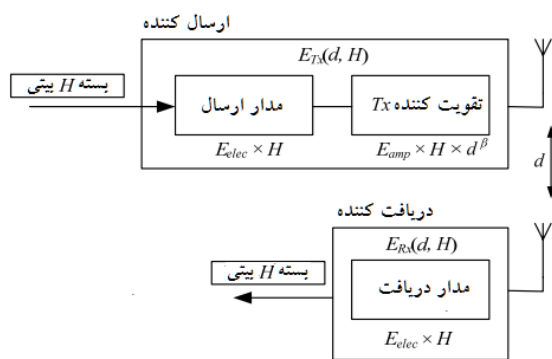 ارسال کننده
E_Tx(d, H)
بسته H بیتی
مدار ارسال
تقویت کننده Tx
E_elec × H
E_amp × H × d^β
d
دریافت کننده
E_Rx(d, H)
بسته H بیتی
مدار دریافت
E_elec × H